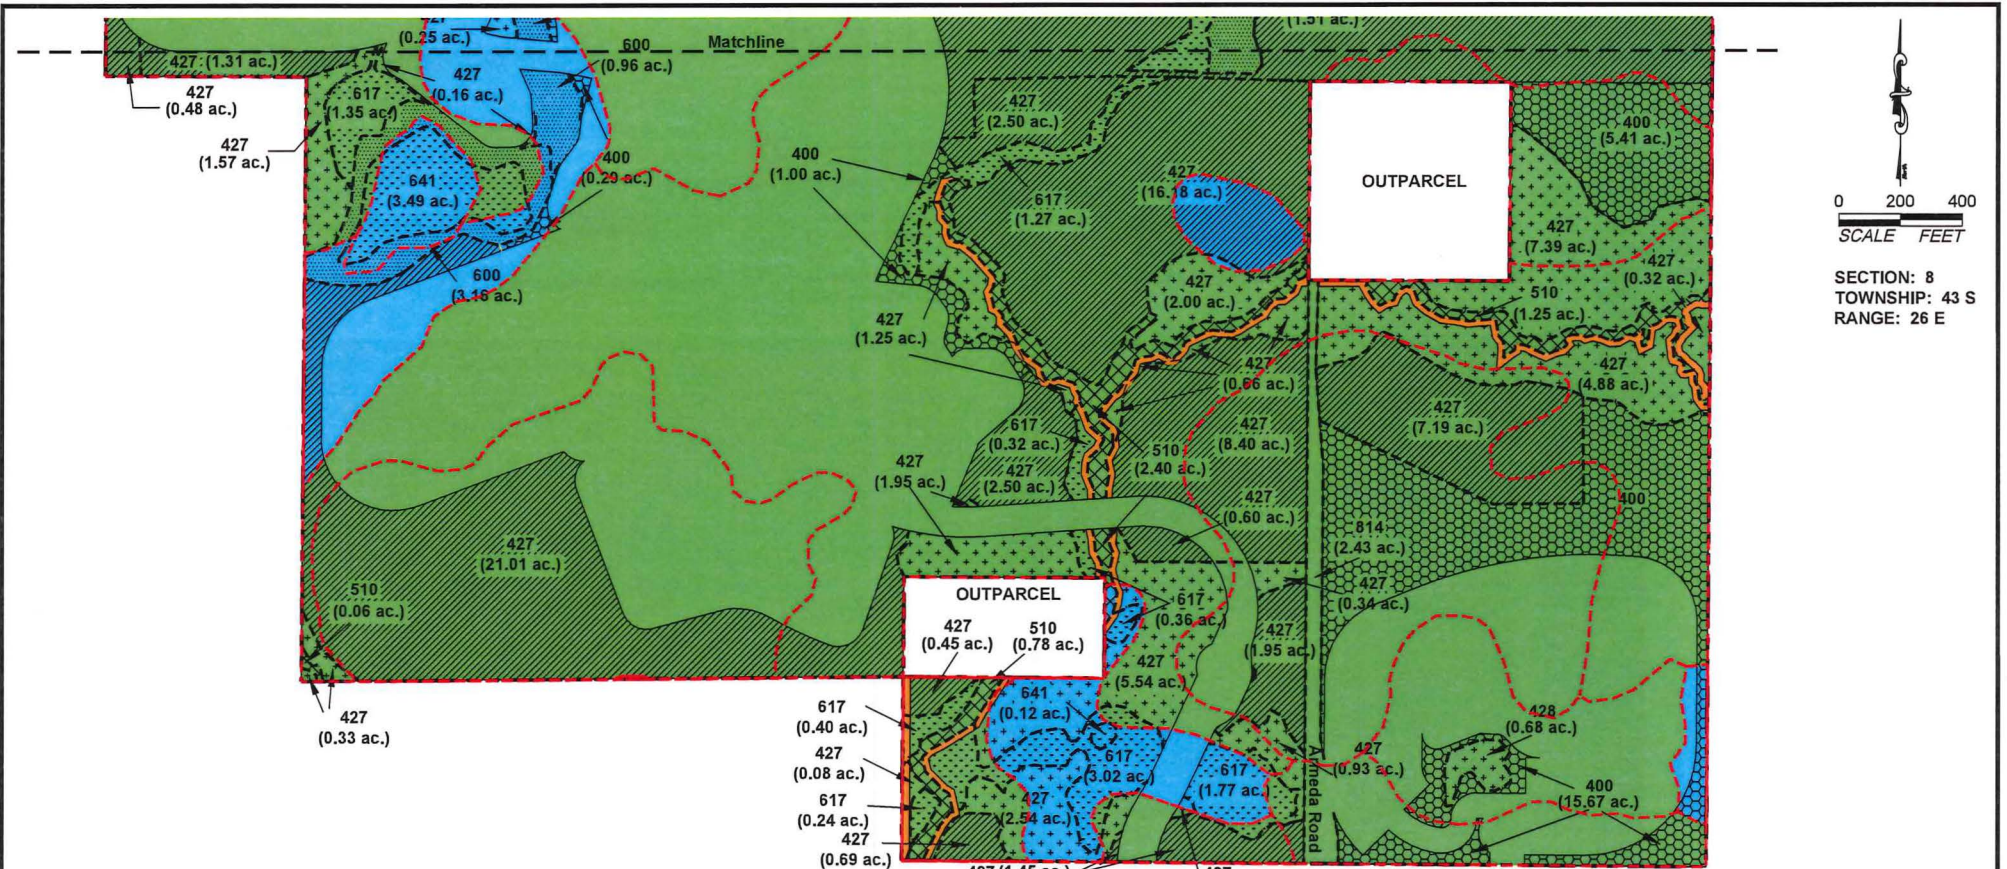 (0.25 ac.)
600
(0.96 ac.)
Matchline
(1.51 ac.)
427 (1.31 ac.)
427
(0.48 ac.)
427
(0.16 ac.)
617
(1.35 ac.)
427
(1.57 ac.)
427
(2.50 ac.)
400
(5.41 ac.)
400
(1.00 ac.)
400
(0.29 ac.)
641
(3.49 ac.)
427
(16.18 ac.)
OUTPARCEL
617
(1.27 ac.)
0 200 400
SCALE FEET
427
(7.39 ac.)
427
(0.32 ac.)
600
(3.16 ac.)
427
(2.00 ac.)
510
(1.25 ac.)
SECTION: 8
TOWNSHIP: 43 S
RANGE: 26 E
427
(1.25 ac.)
427
(0.66 ac.)
427
(4.88 ac.)
427
(7.19 ac.)
617
(0.32 ac.)
427
(8.40 ac.)
510
(2.40 ac.)
427
(1.95 ac.)
427
(2.50 ac.)
400
427
(0.60 ac.)
814
(2.43 ac.)
427
(21.01 ac.)
510
(0.06 ac.)
427
(0.34 ac.)
OUTPARCEL
617
(0.36 ac.)
427
(0.45 ac.)
510
(0.78 ac.)
427
(1.95 ac.)
427
(5.54 ac.)
427
(0.33 ac.)
641
(0.12 ac.)
617
(0.40 ac.)
428
(0.68 ac.)
427
(0.08 ac.)
617
(3.02 ac.)
617
(1.77 ac.)
427
(0.93 ac.)
Almeda Road
617
(0.24 ac.)
427
(2.54 ac.)
400
(15.67 ac.)
427
(0.69 ac.)